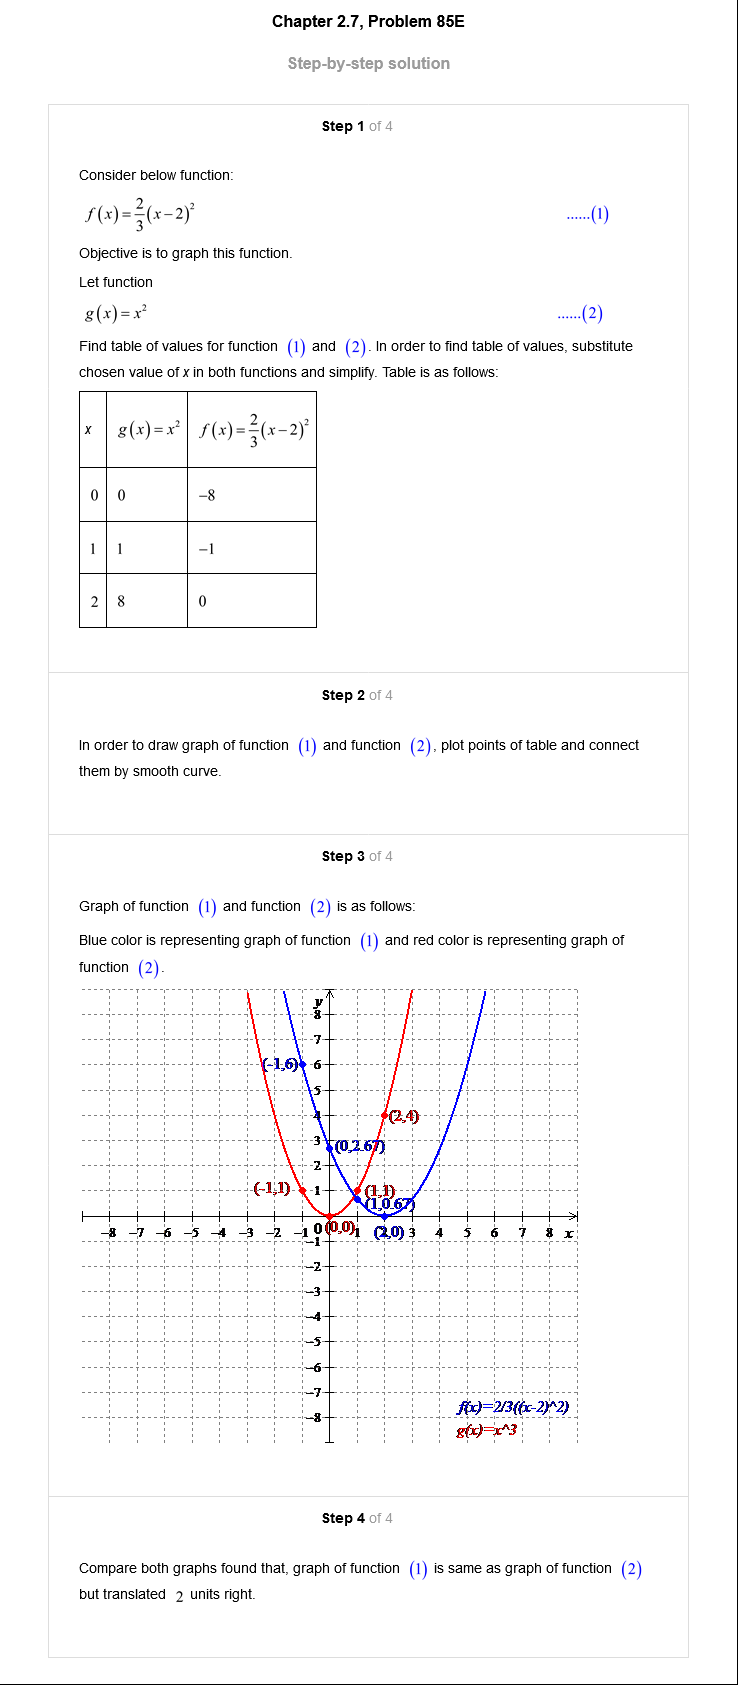 Chapter 2.7, Problem 85E
Step-by-step solution
Step 1 of 4
Consider below function:
f(x)=2/3(x−2)² ......(1)
Objective is to graph this function.
Let function
g(x)=x² ......(2)
Find table of values for function (1) and (2). In order to find table of values, substitute
chosen value of x in both functions and simplify. Table is as follows:
x g(x)=x² f(x)=2/3(x−2)²
0 0 −8
1 1 −1
2 8 0
Step 2 of 4
In order to draw graph of function (1) and function (2), plot points of table and connect
them by smooth curve.
Step 3 of 4
Graph of function (1) and function (2) is as follows:
Blue color is representing graph of function (1) and red color is representing graph of
function (2).
y
8
7
(-1,6) 6
5
4 (2,4)
3 (0,2.67)
2
(-1,1) 1 (1,1)
(1,0.67)
−8 −7 −6 −5 −4 −3 −2 −1 0 (0,0) 1 (2,0) 3 4 5 6 7 8 x
−1
−2
−3
−4
−5
−6
−7
−8
f(x)=2/3((x-2)^2)
g(x)=x^3
Step 4 of 4
Compare both graphs found that, graph of function (1) is same as graph of function (2)
but translated 2 units right.